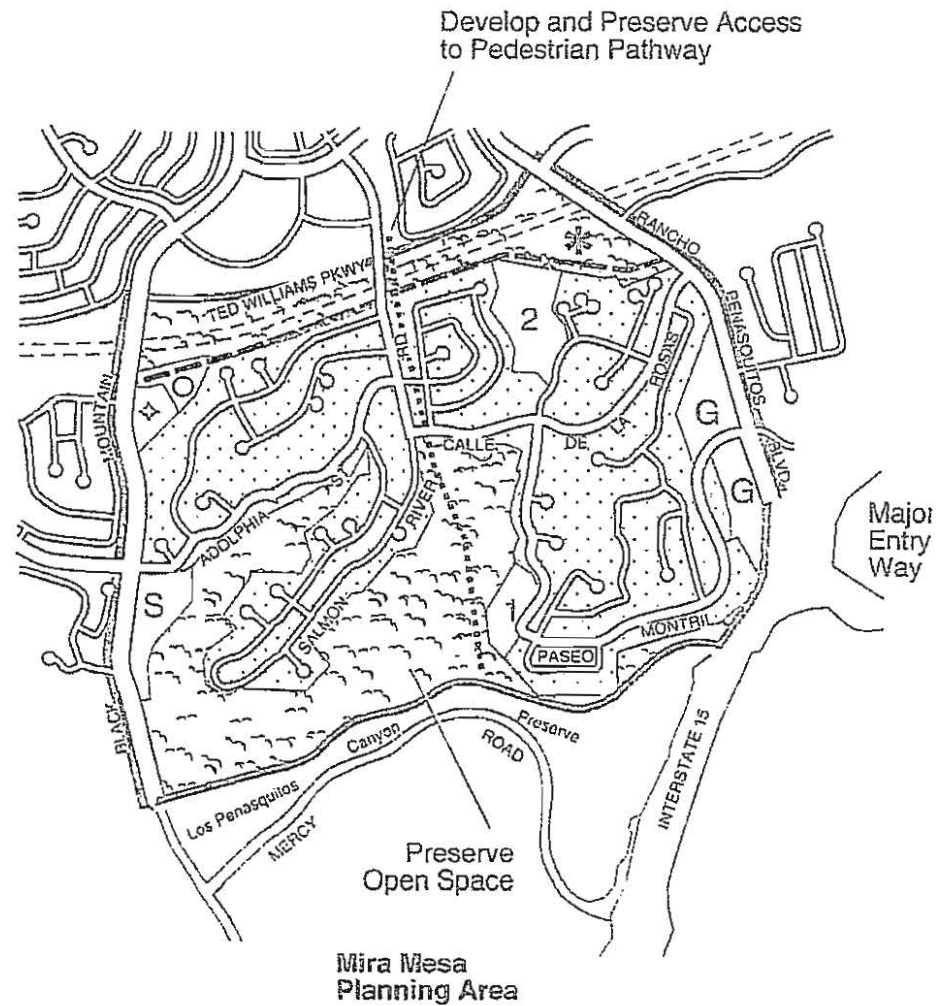 Develop and Preserve Access
to Pedestrian Pathway
RANCHO
PENASQUITOS
BLVD.
TED WILLIAMS PKWY
2
RD.
ROSAS
MOUNTAIN
G
CALLE
DE
LA
G
Major
Entry
Way
RIVER
ADOLPHIA
ST.
S
1
SALMON
MONTRIL
PASEO
BLACK
Preserve
Canyon
ROAD
Los Penasquitos
INTERSTATE 15
MERCY
Preserve
Open Space
Mira Mesa
Planning Area